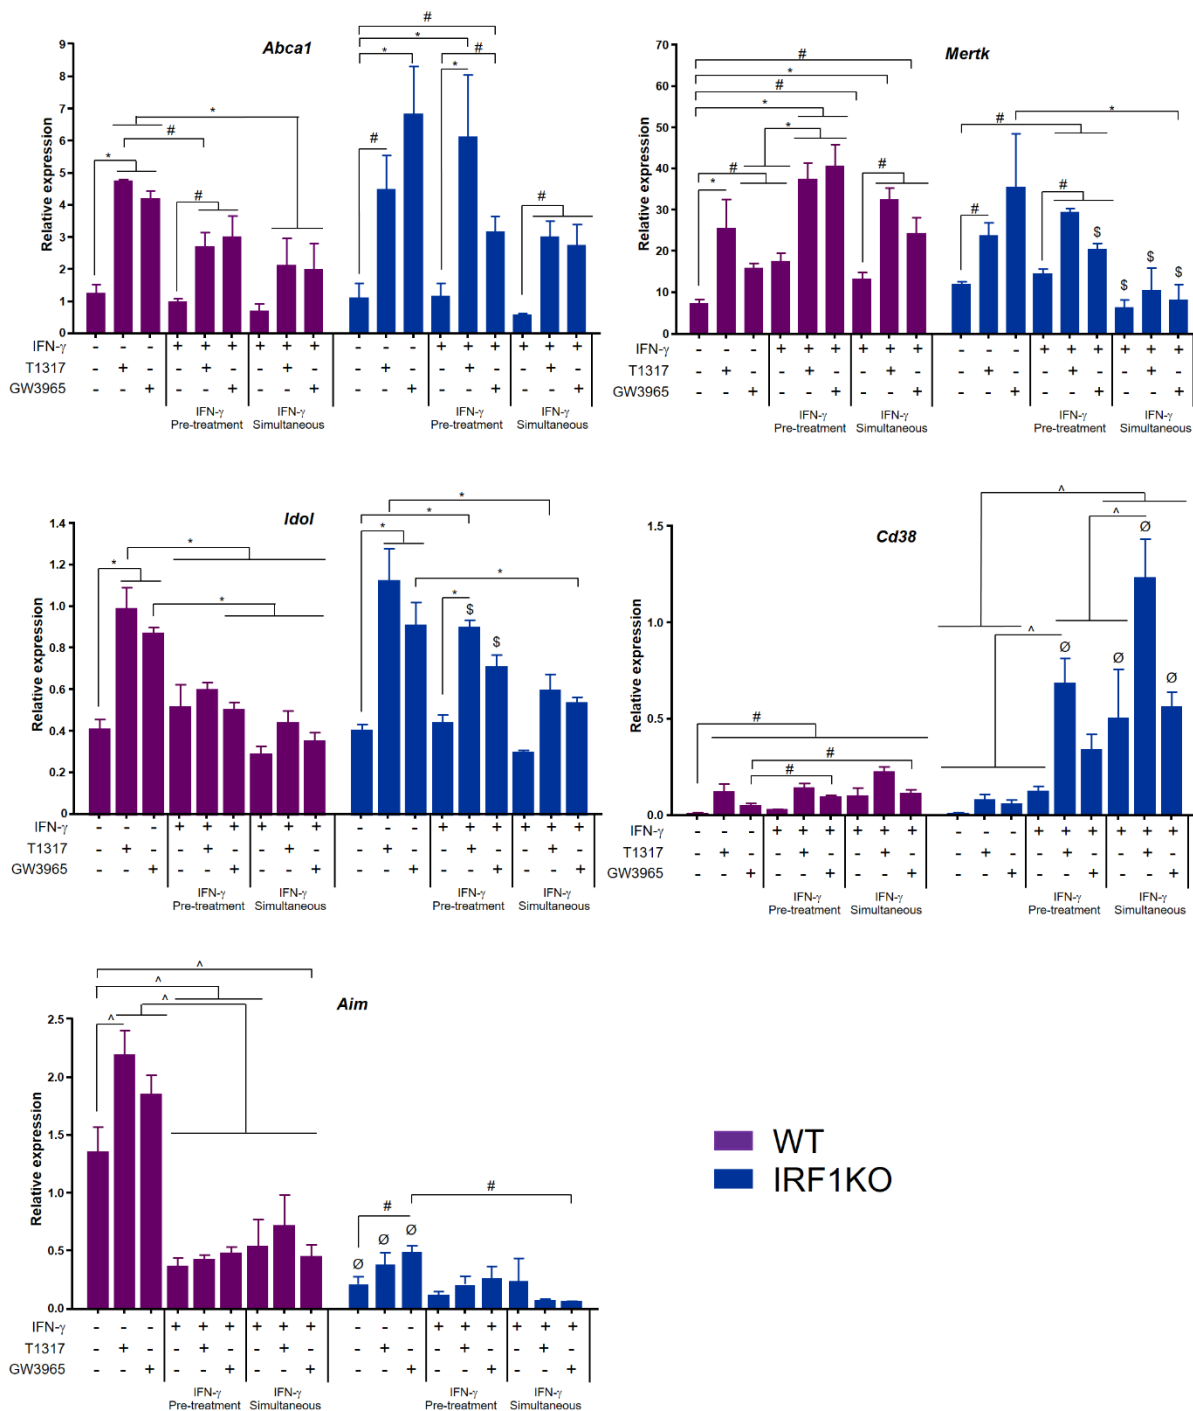 Abca1
Relative expression
9
8
7
6
5
4
3
2
1
0
* # * # * # * # * # * #
IFN-γ - - - + + + + + + - - - + + + + + +
T1317 - + - - + - - + - - + - - + - - + -
GW3965 - - + - - + - - + - - + - - + - - +
IFN-γ Pre-treatment
IFN-γ Simultaneous
IFN-γ Pre-treatment
IFN-γ Simultaneous
Mertk
Relative expression
70
60
50
40
30
20
10
0
# * # * * # * # * # # # $ $ $ $
IFN-γ - - - + + + + + + - - - + + + + + +
T1317 - + - - + - - + - - + - - + - - + -
GW3965 - - + - - + - - + - - + - - + - - +
IFN-γ Pre-treatment
IFN-γ Simultaneous
IFN-γ Pre-treatment
IFN-γ Simultaneous
Idol
Relative expression
1.4
1.2
1.0
0.8
0.6
0.4
0.2
0
* * * * * * * * $ $
IFN-γ - - - + + + + + + - - - + + + + + +
T1317 - + - - + - - + - - + - - + - - + -
GW3965 - - + - - + - - + - - + - - + - - +
IFN-γ Pre-treatment
IFN-γ Simultaneous
IFN-γ Pre-treatment
IFN-γ Simultaneous
Cd38
Relative expression
1.5
1.0
0.5
0.0
# # # ^ ^ ^ Ø Ø Ø Ø
IFN-γ - - - + + + + + + - - - + + + + + +
T1317 - + - - + - - + - - + - - + - - + -
GW3965 - - + - - + - - + - - + - - + - - +
IFN-γ Pre-treatment
IFN-γ Simultaneous
IFN-γ Pre-treatment
IFN-γ Simultaneous
Aim
Relative expression
2.5
2.0
1.5
1.0
0.5
0.0
^ ^ ^ ^ # # Ø Ø Ø
IFN-γ - - - + + + + + + - - - + + + + + +
T1317 - + - - + - - + - - + - - + - - + -
GW3965 - - + - - + - - + - - + - - + - - +
IFN-γ Pre-treatment
IFN-γ Simultaneous
IFN-γ Pre-treatment
IFN-γ Simultaneous
WT
IRF1KO